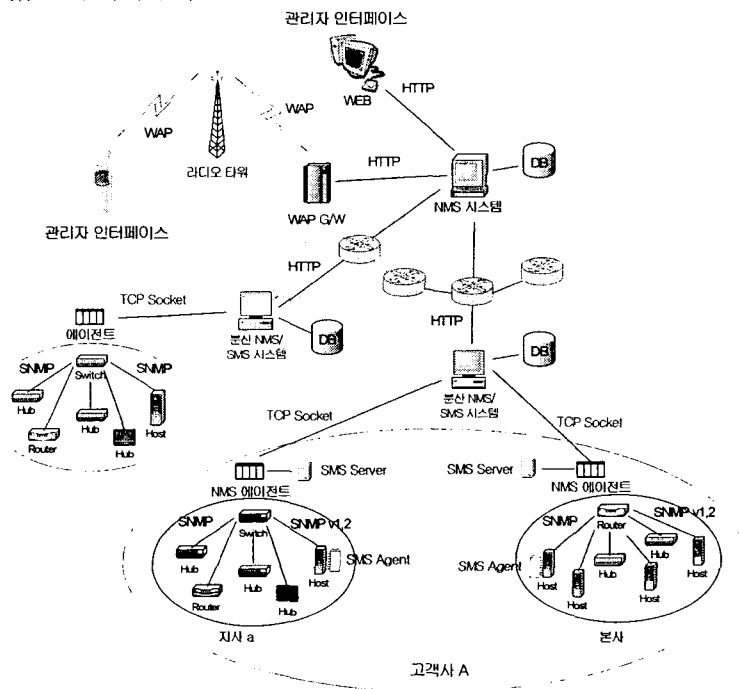 관리자 인터페이스
HTTP
WEB
WAP
WAP
라디오 타워
HTTP
DB
NMS 시스템
WAP G/W
관리자 인터페이스
HTTP
TCP Socket
에이전트
분산 NMS/
SMS 시스템
DB
HTTP
DB
분산 NMS/
SMS 시스템
SNMP
SNMP
Switch
Hub
Hub
Host
Router
Hub
TCP Socket
TCP Socket
SMS Server
NMS 에이전트
SMS Server
NMS 에이전트
SNMP
SNMP v1,2
Switch
Hub
Hub
Host
SMS Agent
Router
Hub
지사 a
SNMP
SNMP v1,2
Router
Hub
SMS Agent
Hub
Host
Host
Host
Host
본사
고객사 A